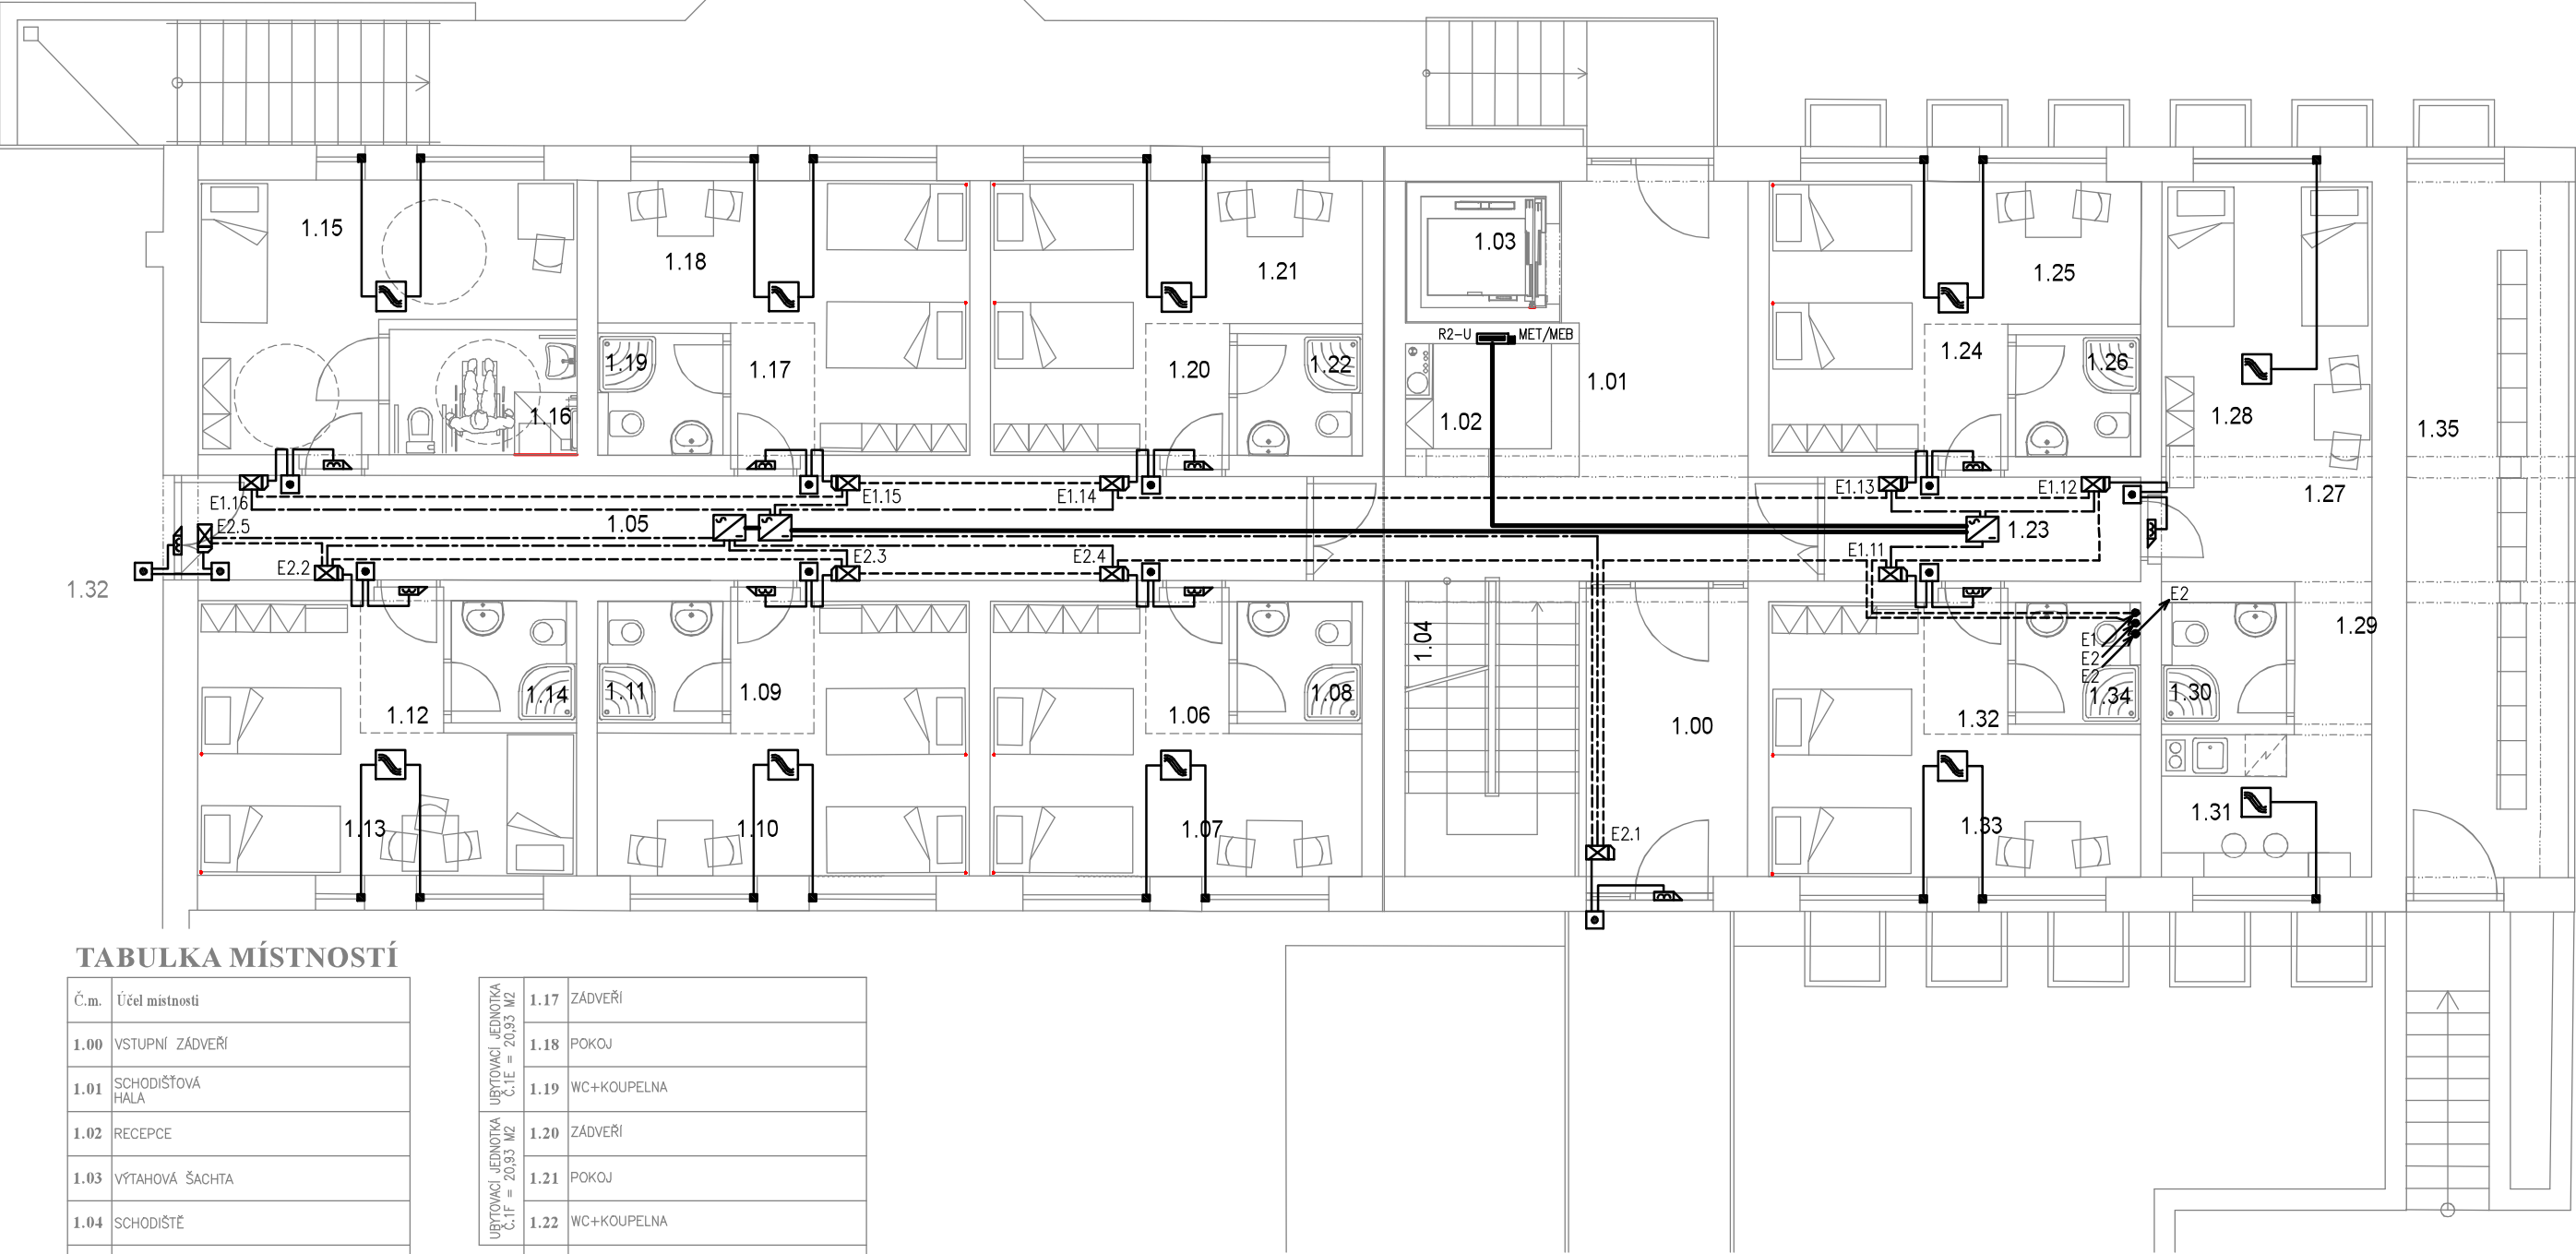 1.15
1.18
1.21
1.03
1.25
R2-U
MET/MEB
1.19
1.17
1.20
1.22
1.01
1.24
1.26
1.16
1.02
1.28
1.35
E1.16
E1.15
E1.14
E1.13
E1.12
1.27
E2.5
1.05
1.23
E2.2
E2.3
E2.4
E1.11
1.32
E2
1.04
E1
1.29
E2
E2
1.14
1.11
1.09
1.08
1.34
1.30
1.12
1.06
1.32
1.00
1.13
1.10
1.07
1.33
1.31
E2.1
TABULKA MÍSTNOSTÍ
Č.m. Účel místnosti
1.00 VSTUPNÍ ZÁDVEŘÍ
1.01 SCHODIŠŤOVÁ
HALA
1.02 RECEPCE
1.03 VÝTAHOVÁ ŠACHTA
1.04 SCHODIŠTĚ
UBYTOVACÍ JEDNOTKA
Č.1E = 20,93 M2
1.17 ZÁDVEŘÍ
1.18 POKOJ
1.19 WC+KOUPELNA
UBYTOVACÍ JEDNOTKA
Č.1F = 20,93 M2
1.20 ZÁDVEŘÍ
1.21 POKOJ
1.22 WC+KOUPELNA